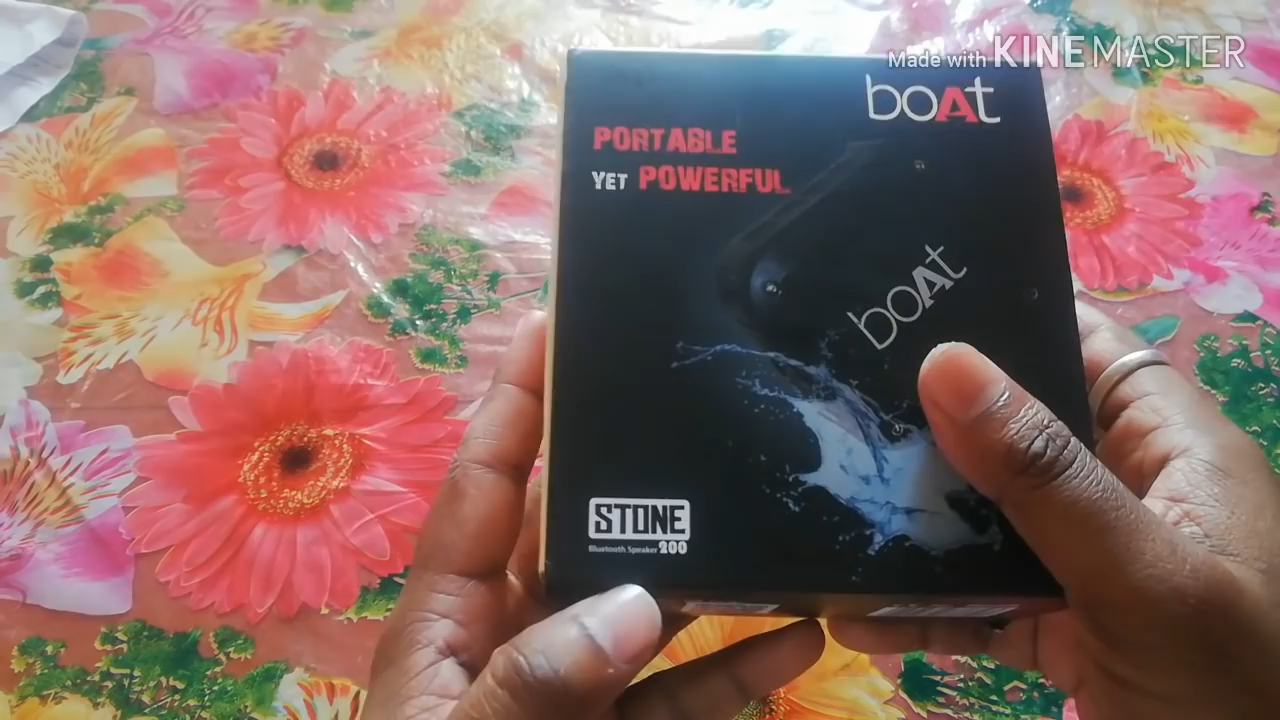 Made with KINEMASTER
boAt
PORTABLE
YET POWERFUL
boAt
STONE
Bluetooth Speaker 200